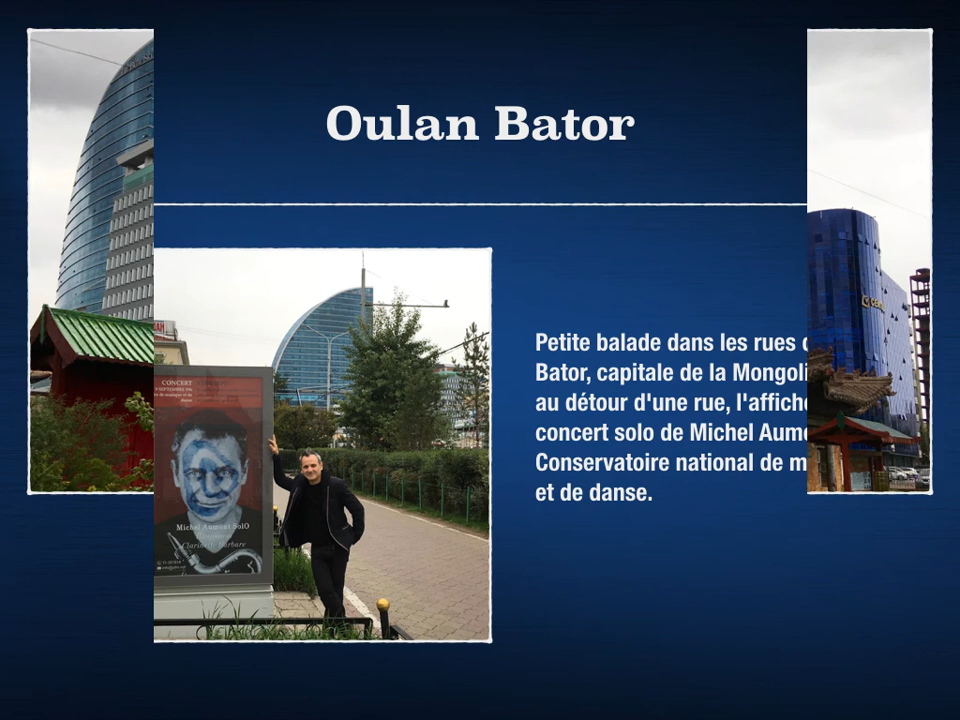 Oulan Bator
Petite balade dans les rues
Bator, capitale de la Mongoli
au détour d'une rue, l'affiche
concert solo de Michel Aum
Conservatoire national de m
et de danse.
CONCERT
Michel Aumont SolO
Clarinette Barbare